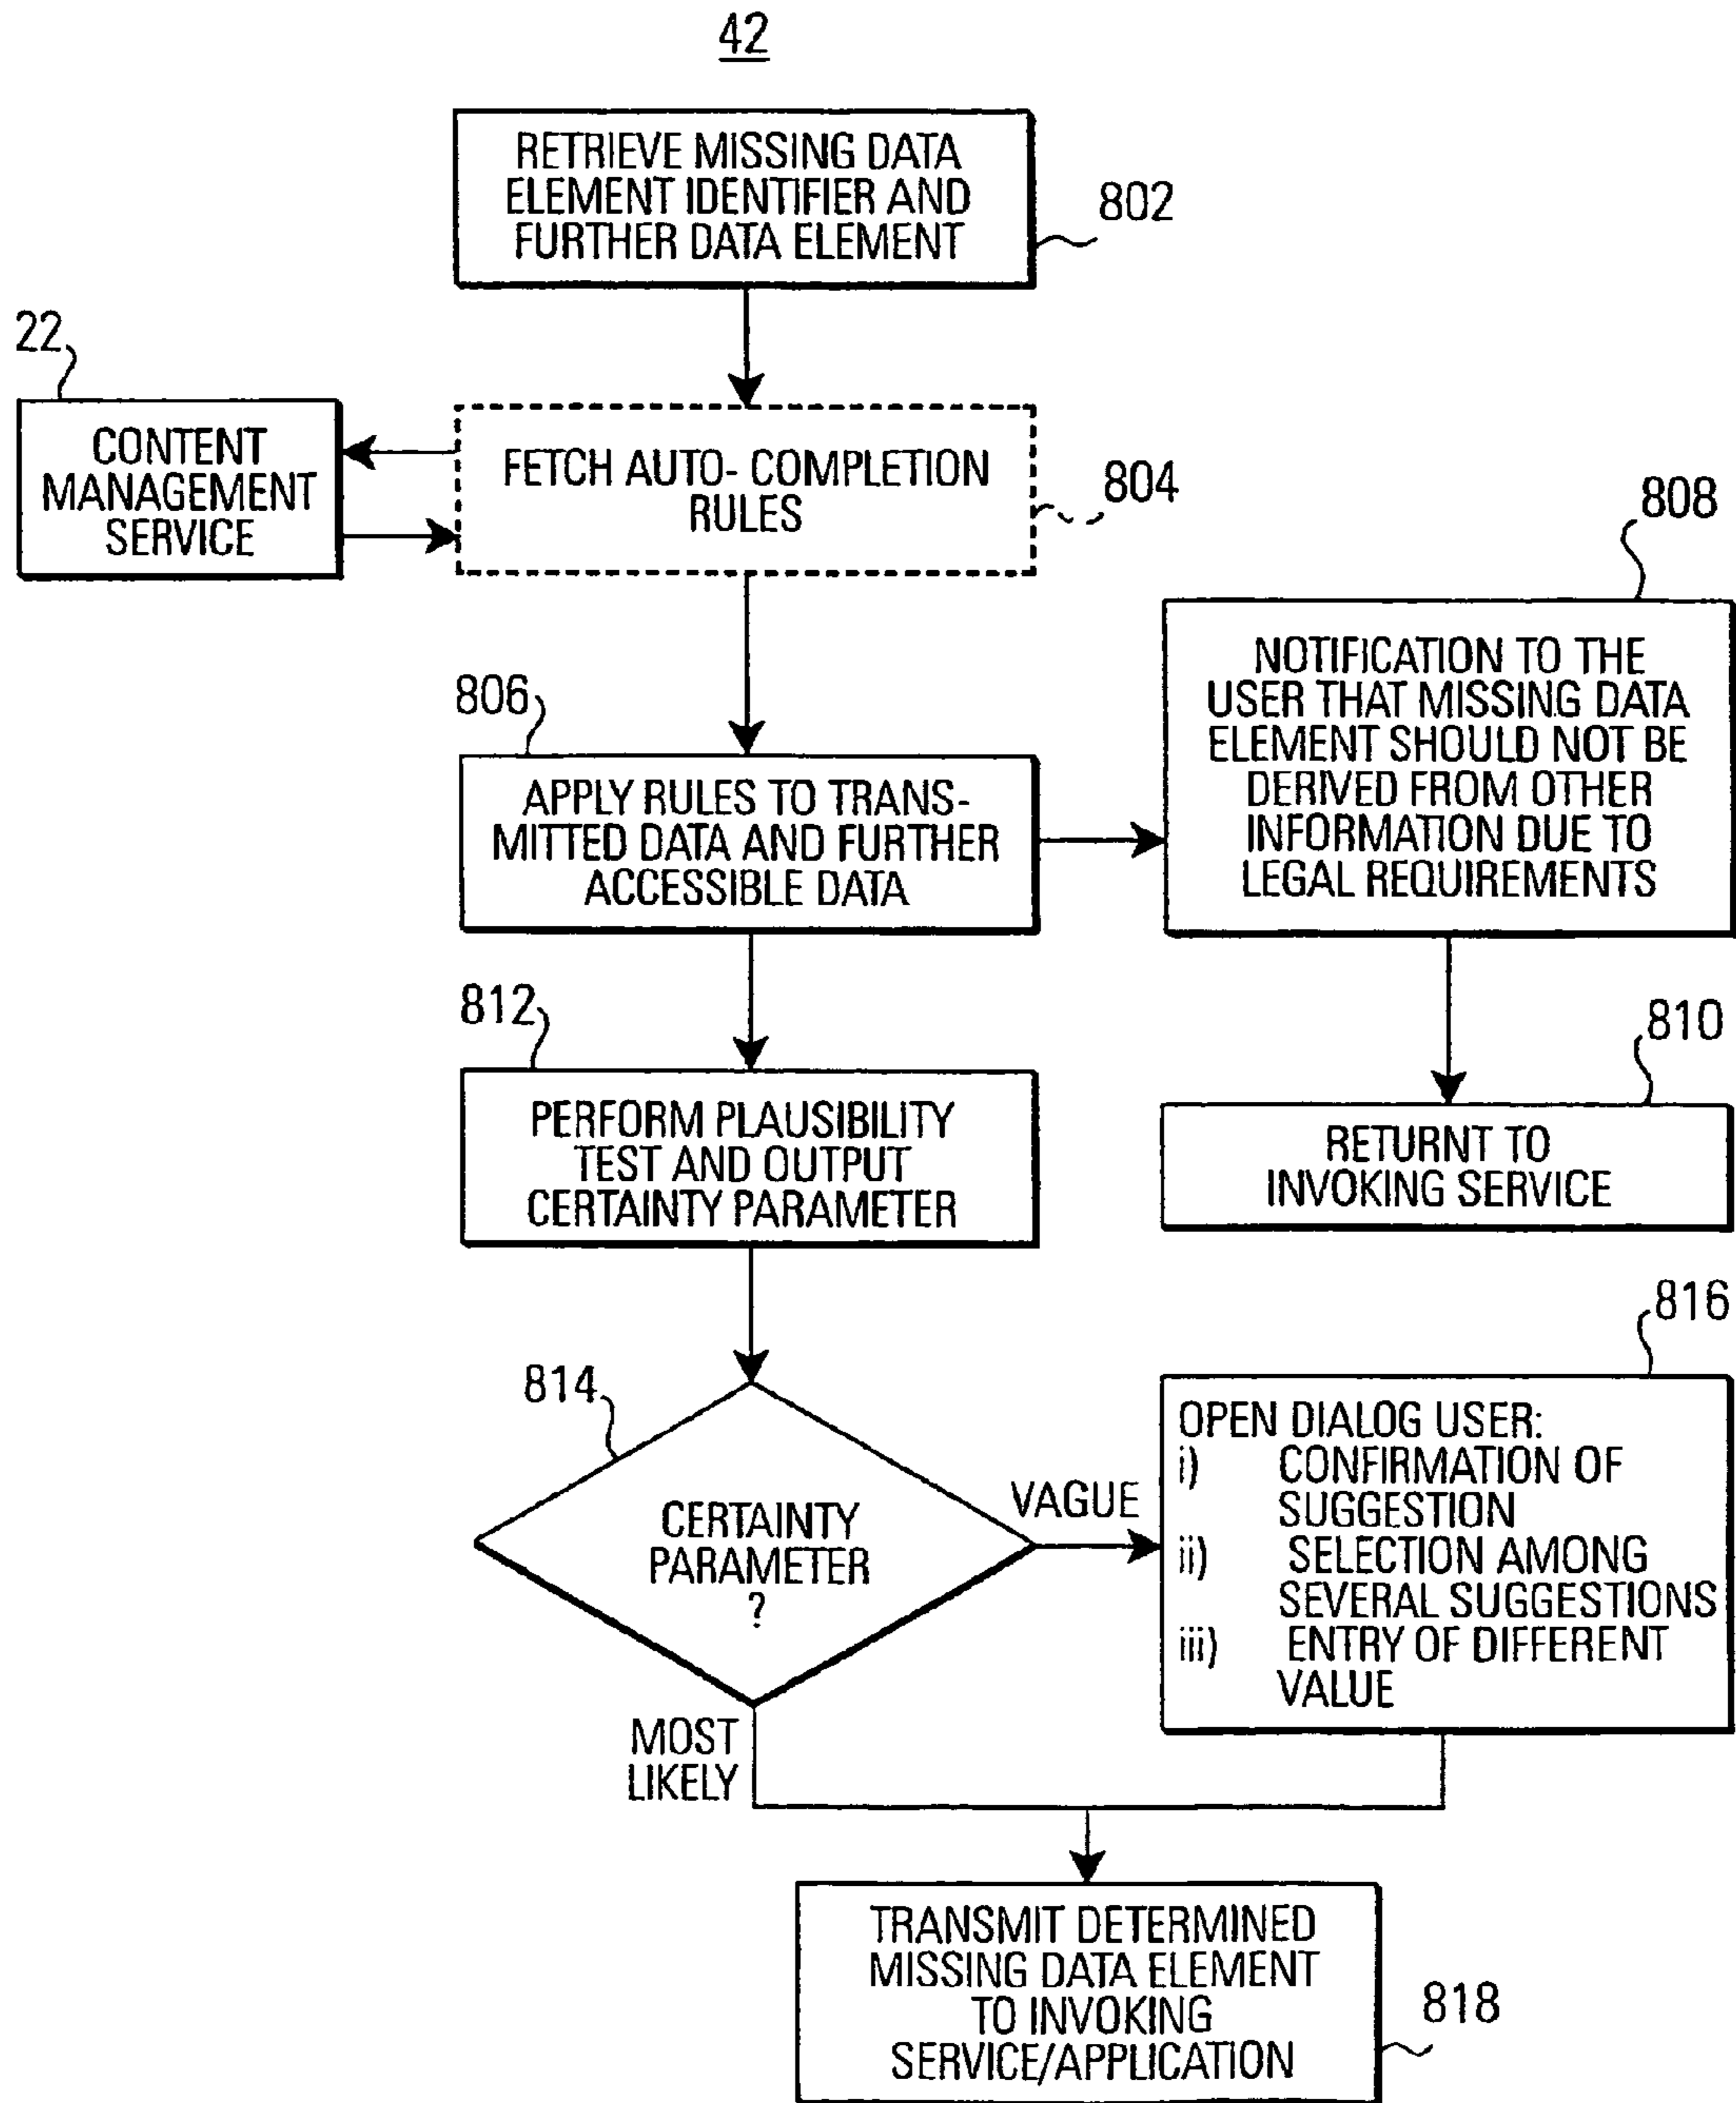 42
RETRIEVE MISSING DATA
ELEMENT IDENTIFIER AND
FURTHER DATA ELEMENT
802
22
CONTENT
MANAGEMENT
SERVICE
FETCH AUTO- COMPLETION
RULES
804
808
NOTIFICATION TO THE
USER THAT MISSING DATA
ELEMENT SHOULD NOT BE
DERIVED FROM OTHER
INFORMATION DUE TO
LEGAL REQUIREMENTS
806
APPLY RULES TO TRANS-
MITTED DATA AND FURTHER
ACCESSIBLE DATA
812
PERFORM PLAUSIBILITY
TEST AND OUTPUT
CERTAINTY PARAMETER
810
RETURNT TO
INVOKING SERVICE
814
CERTAINTY
PARAMETER
?
VAGUE
816
OPEN DIALOG USER:
i) CONFIRMATION OF
SUGGESTION
ii) SELECTION AMONG
SEVERAL SUGGESTIONS
iii) ENTRY OF DIFFERENT
VALUE
MOST
LIKELY
TRANSMIT DETERMINED
MISSING DATA ELEMENT
TO INVOKING
SERVICE/APPLICATION
818